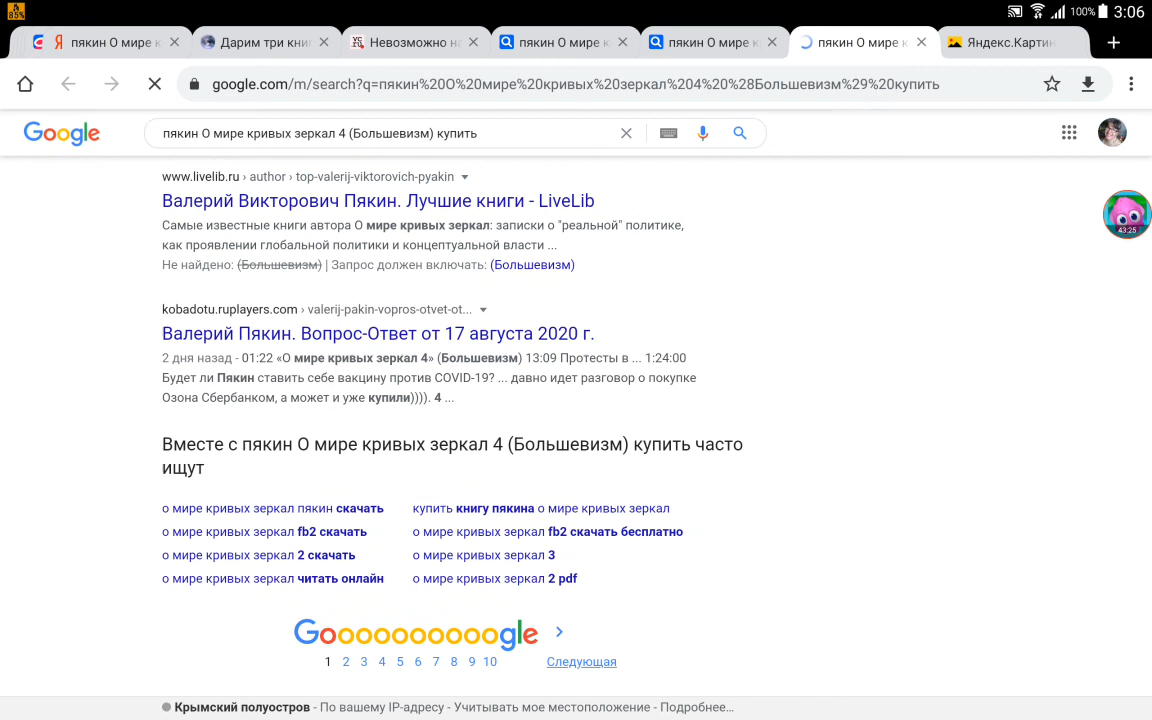 85%
100%
3:06
Я пякин О мире к
Дарим три кни
Невозможно н
пякин О мире к
пякин О мире к
пякин О мире к
Яндекс.Картин
google.com/m/search?q=пякин%20О%20мире%20кривых%20зеркал%204%20%28Большевизм%29%20купить
Google
пякин О мире кривых зеркал 4 (Большевизм) купить
www.livelib.ru › author › top-valerij-viktorovich-pyakin
Валерий Викторович Пякин. Лучшие книги - LiveLib
Самые известные книги автора О мире кривых зеркал: записки о "реальной" политике,
как проявлении глобальной политики и концептуальной власти ...
Не найдено: (Большевизм) | Запрос должен включать: (Большевизм)
43:25
kobadotu.ruplayers.com › valerij-pakin-vopros-otvet-ot...
Валерий Пякин. Вопрос-Ответ от 17 августа 2020 г.
2 дня назад - 01:22 «О мире кривых зеркал 4» (Большевизм) 13:09 Протесты в ... 1:24:00
Будет ли Пякин ставить себе вакцину против COVID-19? ... давно идет разговор о покупке
Озона Сбербанком, а может и уже купили)))). 4 ...
Вместе с пякин О мире кривых зеркал 4 (Большевизм) купить часто
ищут
о мире кривых зеркал пякин скачать
купить книгу пякина о мире кривых зеркал
о мире кривых зеркал fb2 скачать
о мире кривых зеркал fb2 скачать бесплатно
о мире кривых зеркал 2 скачать
о мире кривых зеркал 3
о мире кривых зеркал читать онлайн
о мире кривых зеркал 2 pdf
Goooooooooogle
1 2 3 4 5 6 7 8 9 10 Следующая
Крымский полуостров - По вашему IP-адресу - Учитывать мое местоположение - Подробнее…